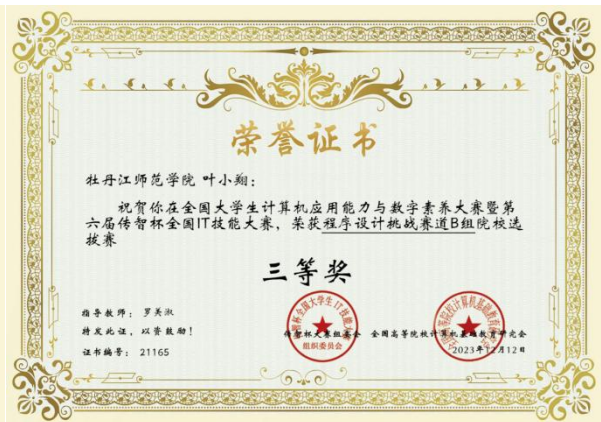 荣誉证书
牡丹江师范学院 叶小翔：
祝贺你在全国大学生计算机应用能力与数字素养大赛暨第
六届传智杯全国IT技能大赛，荣获程序设计挑战赛道B组院校选
拔赛
三等奖
指导教师： 罗美淑
特发此证，以资鼓励！
证书编号： 21165
传智杯大赛组委会 全国高等院校计算机基础教育研究会
2023年12月12日
组织委员会